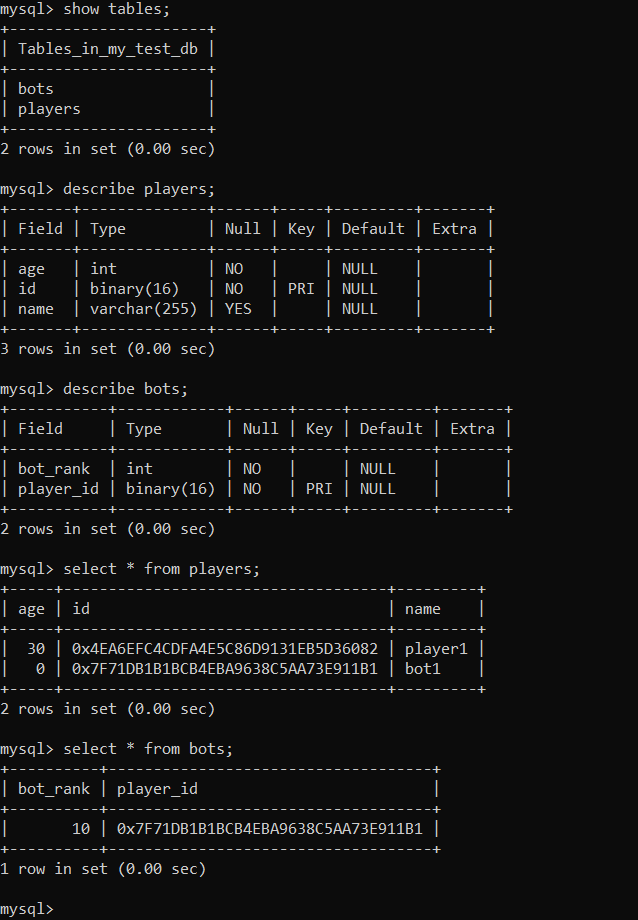 mysql> show tables;
+----------------------+
| Tables_in_my_test_db |
+----------------------+
| bots                 |
| players              |
+----------------------+
2 rows in set (0.00 sec)
mysql> describe players;
+-------+--------------+------+-----+---------+-------+
| Field | Type         | Null | Key | Default | Extra |
+-------+--------------+------+-----+---------+-------+
| age   | int          | NO   |     | NULL    |       |
| id    | binary(16)   | NO   | PRI | NULL    |       |
| name  | varchar(255) | YES  |     | NULL    |       |
+-------+--------------+------+-----+---------+-------+
3 rows in set (0.00 sec)
mysql> describe bots;
+-----------+------------+------+-----+---------+-------+
| Field     | Type       | Null | Key | Default | Extra |
+-----------+------------+------+-----+---------+-------+
| bot_rank  | int        | NO   |     | NULL    |       |
| player_id | binary(16) | NO   | PRI | NULL    |       |
+-----------+------------+------+-----+---------+-------+
2 rows in set (0.00 sec)
mysql> select * from players;
+-----+------------------------------------+---------+
| age | id                                 | name    |
+-----+------------------------------------+---------+
|  30 | 0x4EA6EFC4CDFA4E5C86D9131EB5D36082 | player1 |
|   0 | 0x7F71DB1B1BCB4EBA9638C5AA73E911B1 | bot1    |
+-----+------------------------------------+---------+
2 rows in set (0.00 sec)
mysql> select * from bots;
+----------+------------------------------------+
| bot_rank | player_id                          |
+----------+------------------------------------+
|       10 | 0x7F71DB1B1BCB4EBA9638C5AA73E911B1 |
+----------+------------------------------------+
1 row in set (0.00 sec)
mysql>